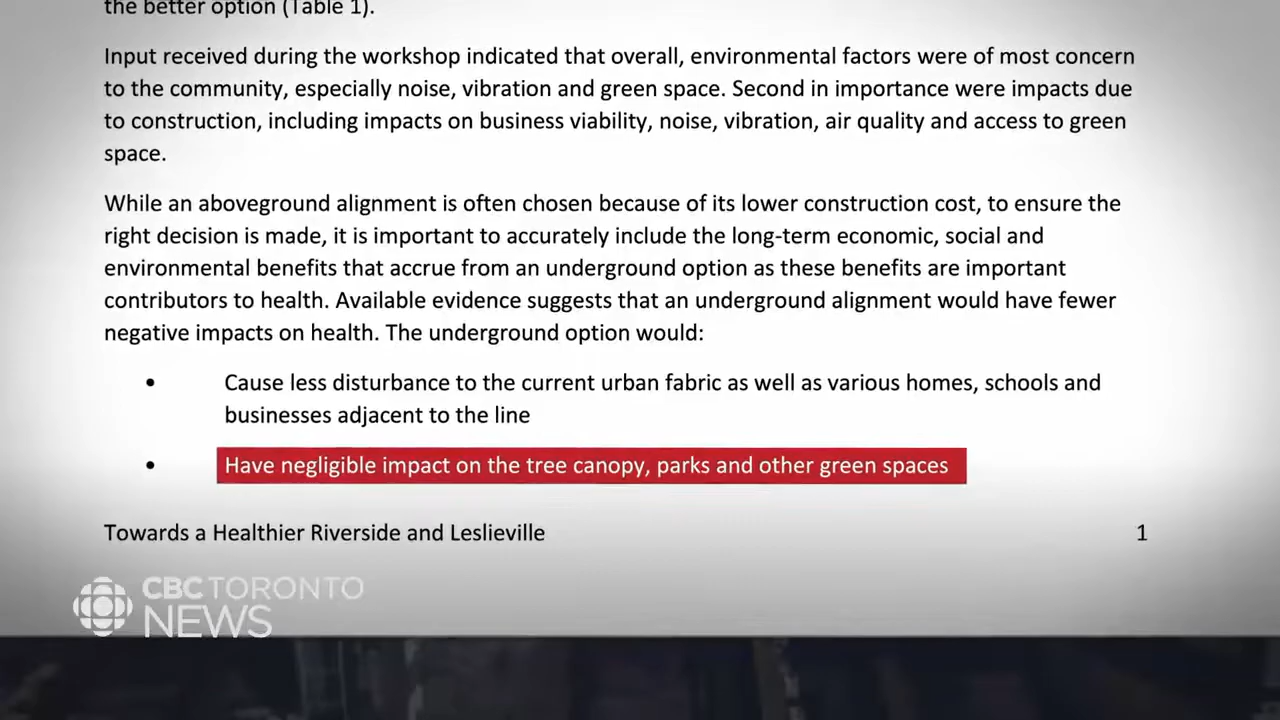 the better option (Table 1).
Input received during the workshop indicated that overall, environmental factors were of most concern
to the community, especially noise, vibration and green space. Second in importance were impacts due
to construction, including impacts on business viability, noise, vibration, air quality and access to green
space.
While an aboveground alignment is often chosen because of its lower construction cost, to ensure the
right decision is made, it is important to accurately include the long-term economic, social and
environmental benefits that accrue from an underground option as these benefits are important
contributors to health. Available evidence suggests that an underground alignment would have fewer
negative impacts on health. The underground option would:
• Cause less disturbance to the current urban fabric as well as various homes, schools and
businesses adjacent to the line
• Have negligible impact on the tree canopy, parks and other green spaces
Towards a Healthier Riverside and Leslieville 1
CBC TORONTO
NEWS